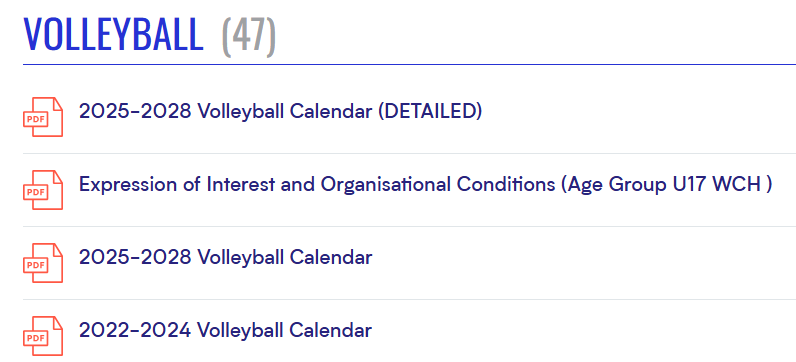 VOLLEYBALL (47)
PDF 2025-2028 Volleyball Calendar (DETAILED)
PDF Expression of Interest and Organisational Conditions (Age Group U17 WCH )
PDF 2025-2028 Volleyball Calendar
PDF 2022-2024 Volleyball Calendar